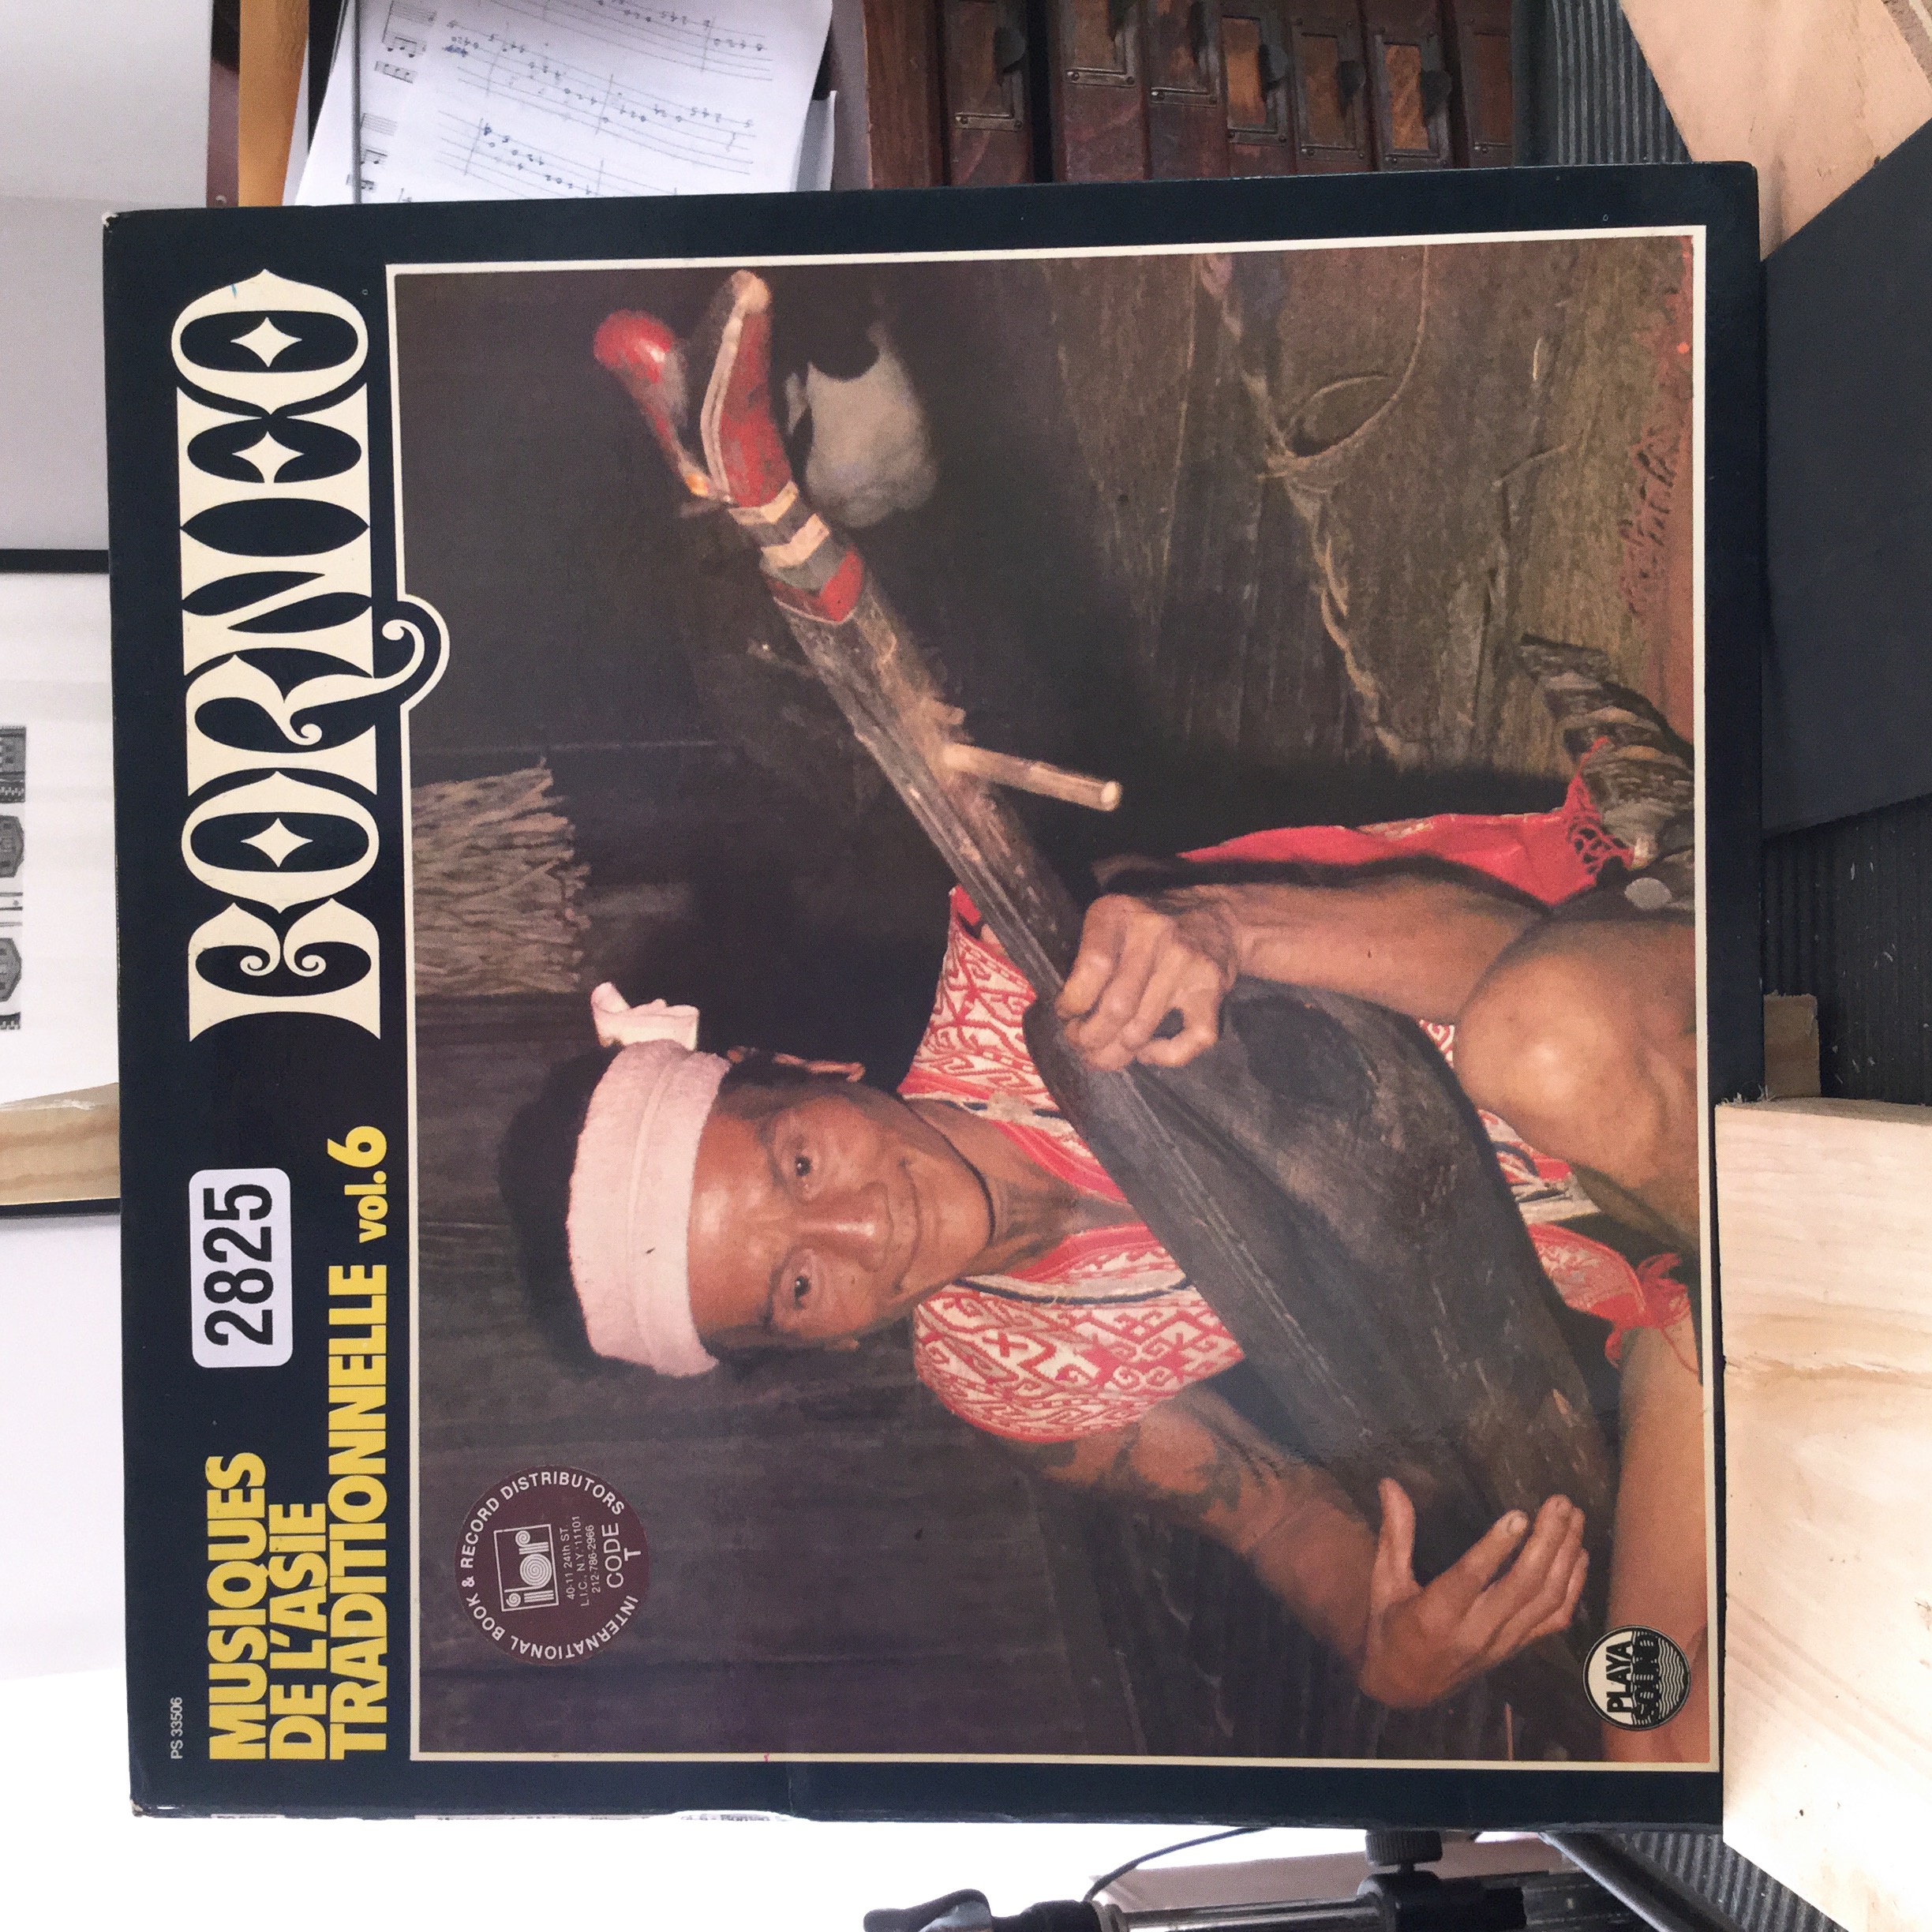 PS 33506
MUSIQUES
DE L'ASIE
TRADITIONNELLE vol.6
2825
BORNEO
INTERNATIONAL BOOK & RECORD DISTRIBUTORS
ibr
40-11 24th ST.
L.I.C., N.Y. 11101
212-786-2966
CODE
T
PLAYA
SOUND